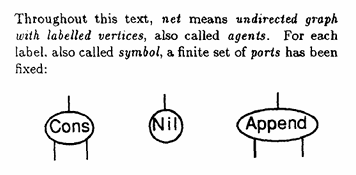 Throughout this text, net means undirected graph
with labelled vertices, also called agents. For each
label, also called symbol, a finite set of ports has been
fixed:
Cons Nil Append